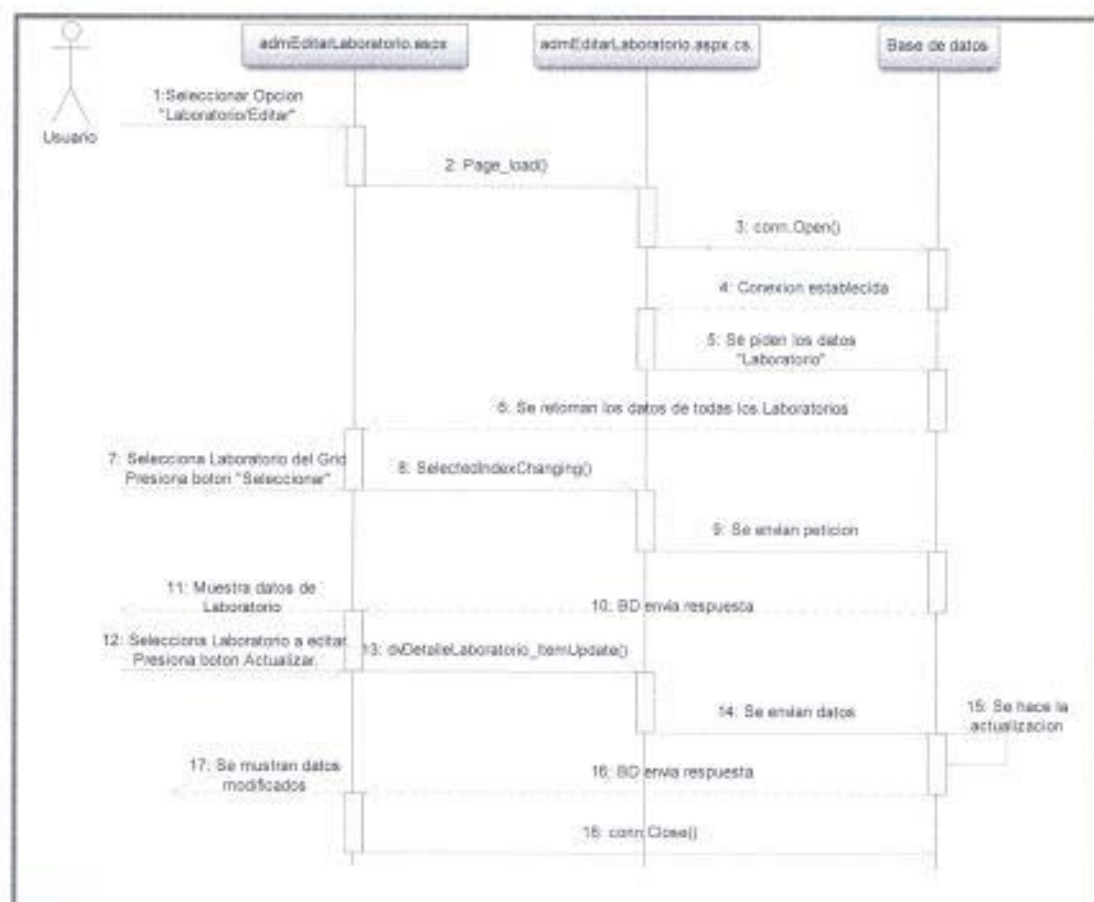 admEditarLaboratorio.aspx
admEditarLaboratorio.aspx.cs
Base de datos
Usuario
1:Seleccionar Opcion
"Laboratorio/Editar"
2: Page_load()
3: conn.Open()
4: Conexion establecida
5: Se piden los datos
"Laboratorio"
6: Se retornan los datos de todas los Laboratorios
7: Selecciona Laboratorio del Grid
Presiona boton "Seleccionar"
8: SelectedIndexChanging()
9: Se envian peticion
10: BD envia respuesta
11: Muestra datos de
Laboratorio
12: Selecciona Laboratorio a editar
Presiona boton Actualizar.
13: dvDetalleLaboratorio_ItemUpdate()
14: Se envian datos
15: Se hace la
actualizacion
16: BD envia respuesta
17: Se mustran datos
modificados
18: conn.Close()